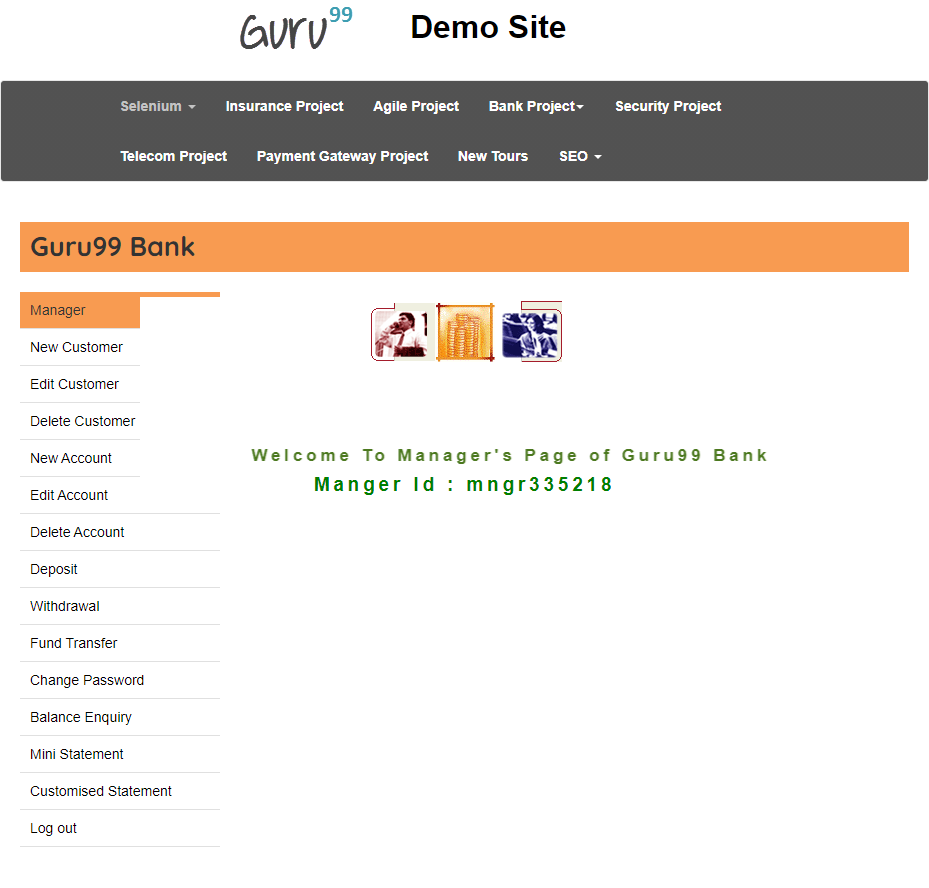 Guru99
Demo Site
Selenium Insurance Project Agile Project Bank Project Security Project
Telecom Project Payment Gateway Project New Tours SEO
Guru99 Bank
Manager
New Customer
Edit Customer
Delete Customer
New Account
Edit Account
Delete Account
Deposit
Withdrawal
Fund Transfer
Change Password
Balance Enquiry
Mini Statement
Customised Statement
Log out
Welcome To Manager's Page of Guru99 Bank
Manger Id : mngr335218